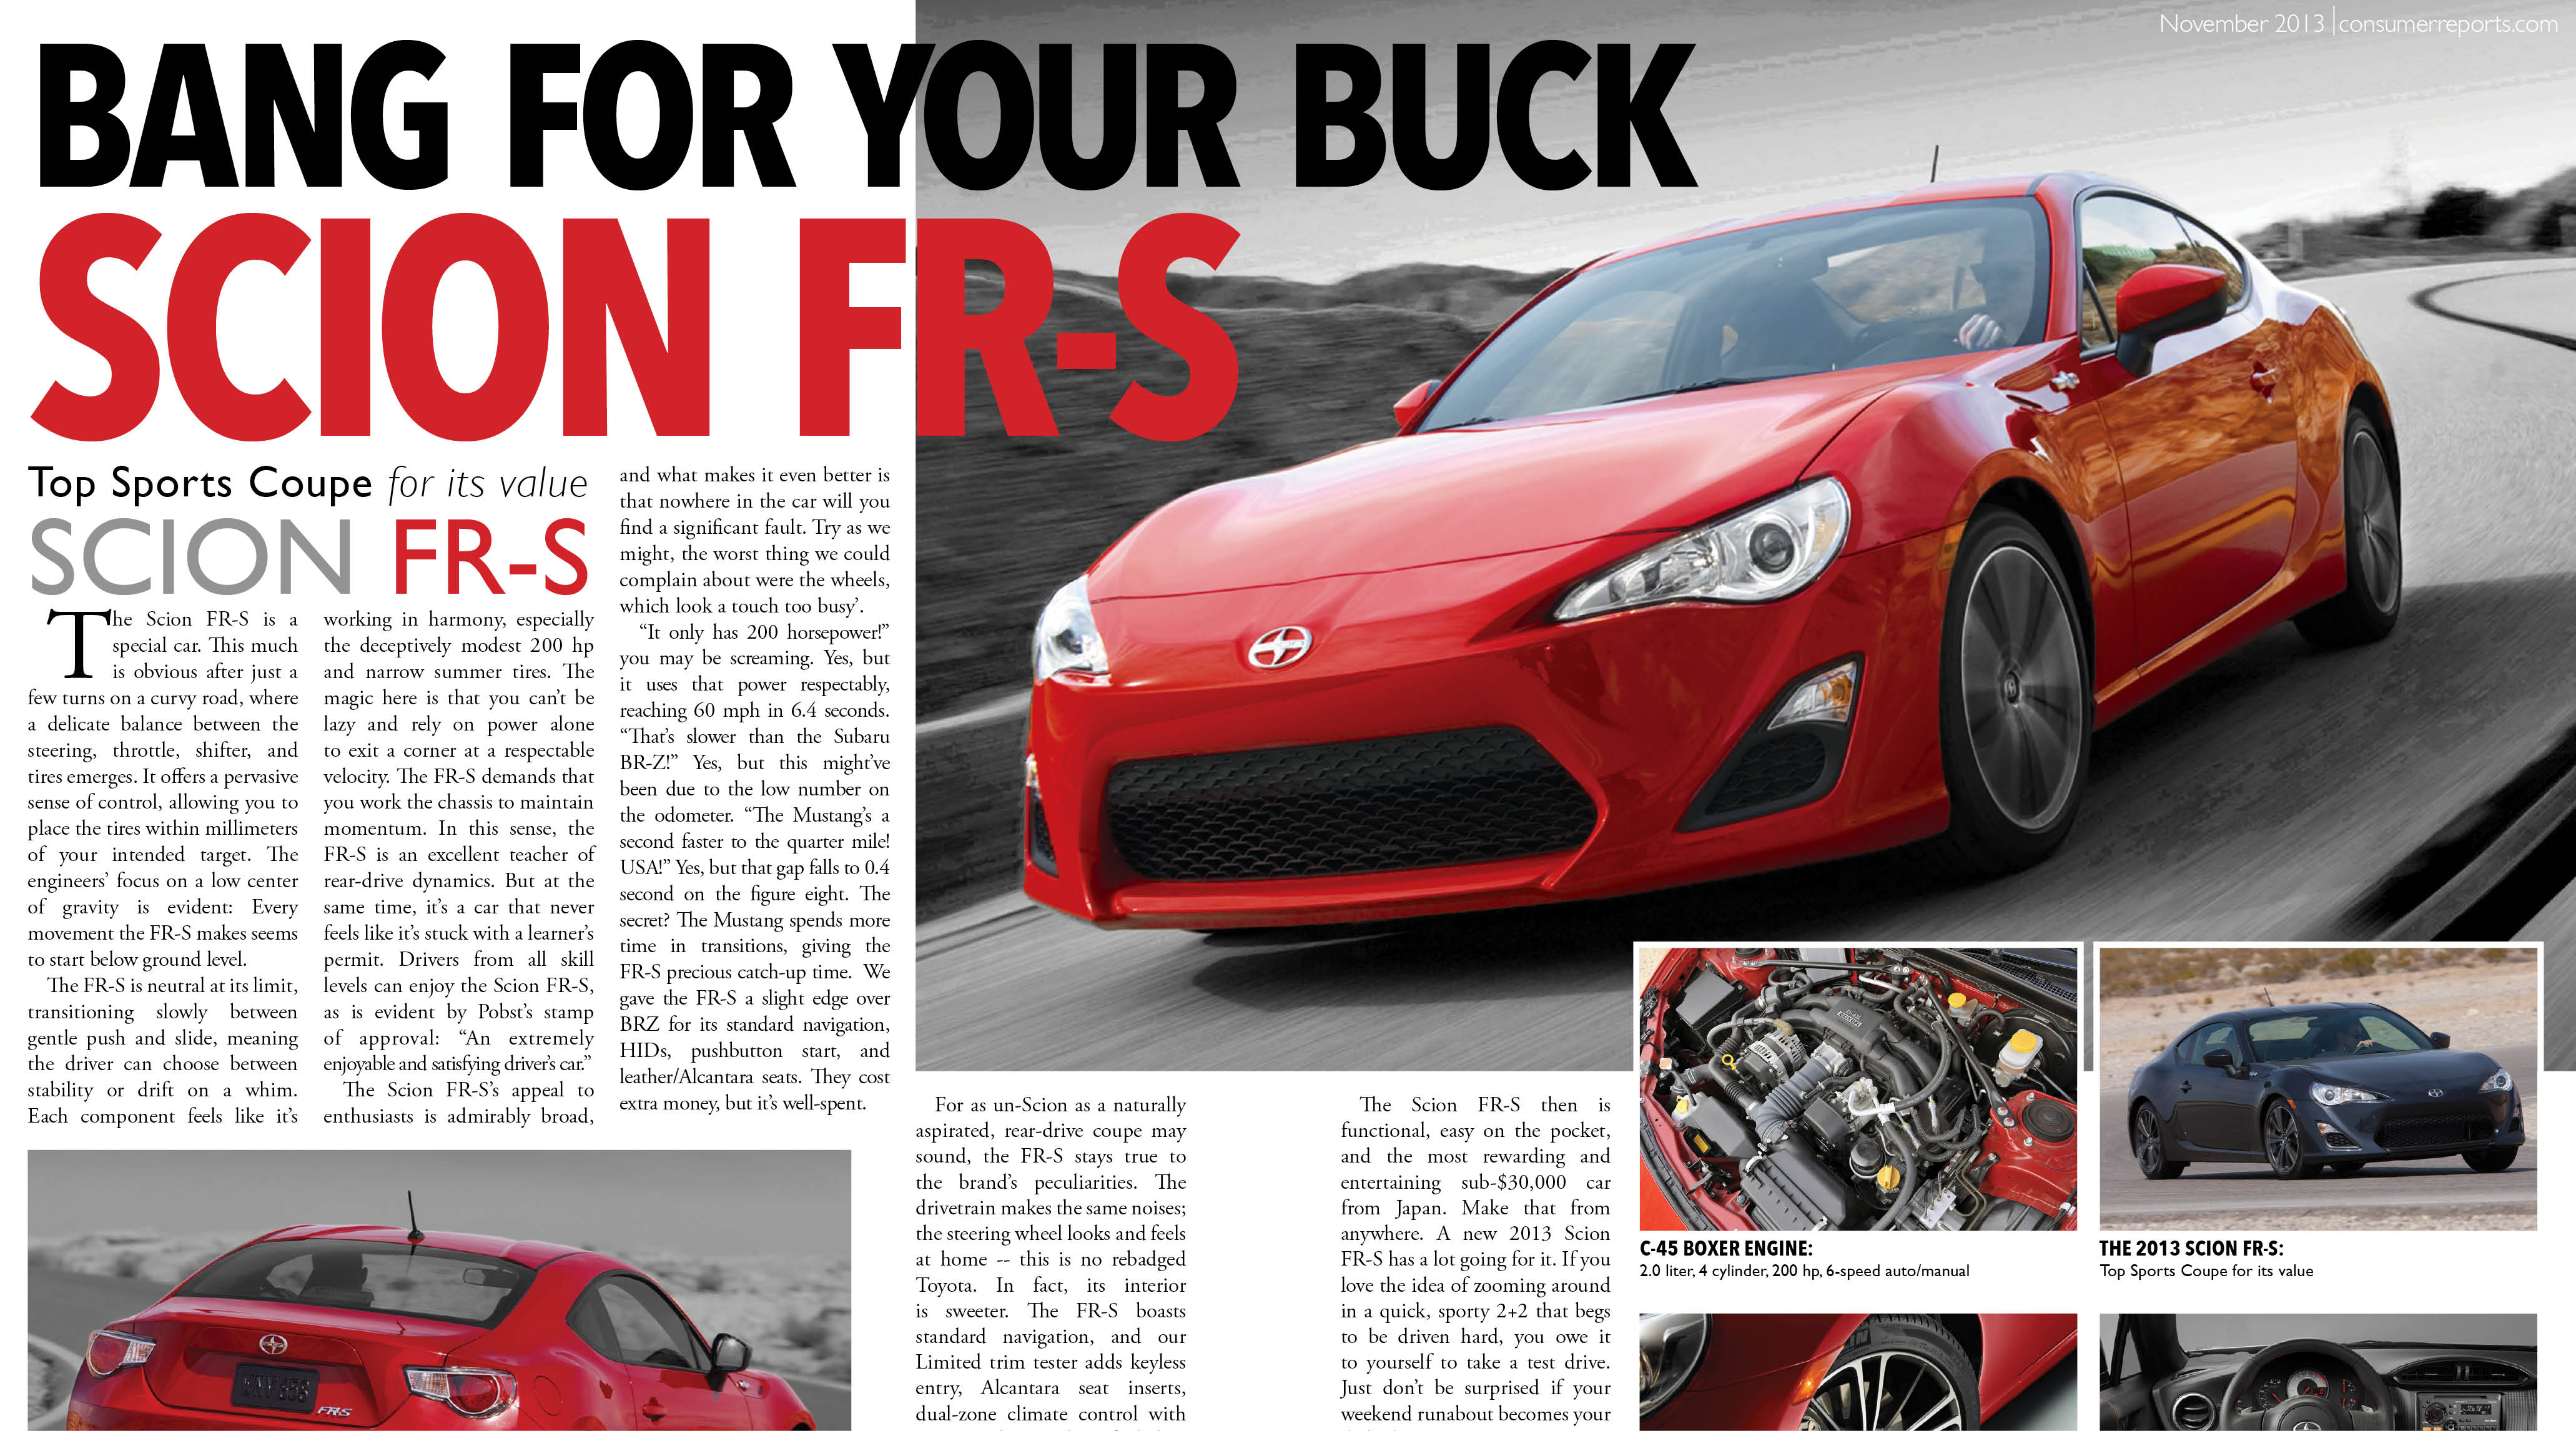 November 2013 | consumerreports.com
BANG FOR YOUR BUCK
SCION FR-S
Top Sports Coupe for its value
SCION FR-S
The Scion FR-S is a
special car. This much
is obvious after just a
few turns on a curvy road, where
a delicate balance between the
steering, throttle, shifter, and
tires emerges. It offers a pervasive
sense of control, allowing you to
place the tires within millimeters
of your intended target. The
engineers’ focus on a low center
of gravity is evident: Every
movement the FR-S makes seems
to start below ground level.
The FR-S is neutral at its limit,
transitioning slowly between
gentle push and slide, meaning
the driver can choose between
stability or drift on a whim.
Each component feels like it’s
working in harmony, especially
the deceptively modest 200 hp
and narrow summer tires. The
magic here is that you can’t be
lazy and rely on power alone
to exit a corner at a respectable
velocity. The FR-S demands that
you work the chassis to maintain
momentum. In this sense, the
FR-S is an excellent teacher of
rear-drive dynamics. But at the
same time, it’s a car that never
feels like it’s stuck with a learner’s
permit. Drivers from all skill
levels can enjoy the Scion FR-S,
as is evident by Pobst’s stamp
of approval: “An extremely
enjoyable and satisfying driver’s car.”
The Scion FR-S’s appeal to
enthusiasts is admirably broad,
and what makes it even better is
that nowhere in the car will you
find a significant fault. Try as we
might, the worst thing we could
complain about were the wheels,
which look a touch too busy’.
“It only has 200 horsepower!”
you may be screaming. Yes, but
it uses that power respectably,
reaching 60 mph in 6.4 seconds.
“That’s slower than the Subaru
BR-Z!” Yes, but this might’ve
been due to the low number on
the odometer. “The Mustang’s a
second faster to the quarter mile!
USA!” Yes, but that gap falls to 0.4
second on the figure eight. The
secret? The Mustang spends more
time in transitions, giving the
FR-S precious catch-up time. We
gave the FR-S a slight edge over
BRZ for its standard navigation,
HIDs, pushbutton start, and
leather/Alcantara seats. They cost
extra money, but it’s well-spent.
For as un-Scion as a naturally
aspirated, rear-drive coupe may
sound, the FR-S stays true to
the brand’s peculiarities. The
drivetrain makes the same noises;
the steering wheel looks and feels
at home -- this is no rebadged
Toyota. In fact, its interior
is sweeter. The FR-S boasts
standard navigation, and our
Limited trim tester adds keyless
entry, Alcantara seat inserts,
dual-zone climate control with
The Scion FR-S then is
functional, easy on the pocket,
and the most rewarding and
entertaining sub-$30,000 car
from Japan. Make that from
anywhere. A new 2013 Scion
FR-S has a lot going for it. If you
love the idea of zooming around
in a quick, sporty 2+2 that begs
to be driven hard, you owe it
to yourself to take a test drive.
Just don’t be surprised if your
weekend runabout becomes your
C-45 BOXER ENGINE:
2.0 liter, 4 cylinder, 200 hp, 6-speed auto/manual
THE 2013 SCION FR-S:
Top Sports Coupe for its value
FR-S